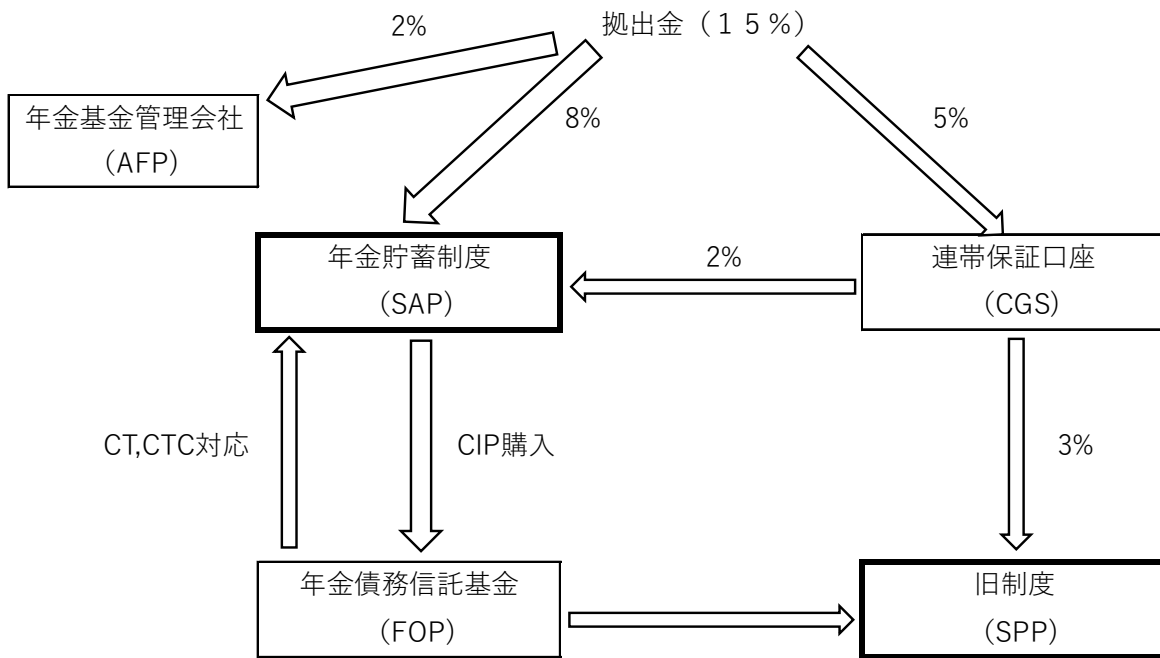 拠出金（１５%）
2%
8%
5%
年金基金管理会社
（AFP）
年金貯蓄制度
（SAP）
2%
連帯保証口座
（CGS）
CT,CTC対応
CIP購入
3%
年金債務信託基金
（FOP）
旧制度
（SPP）